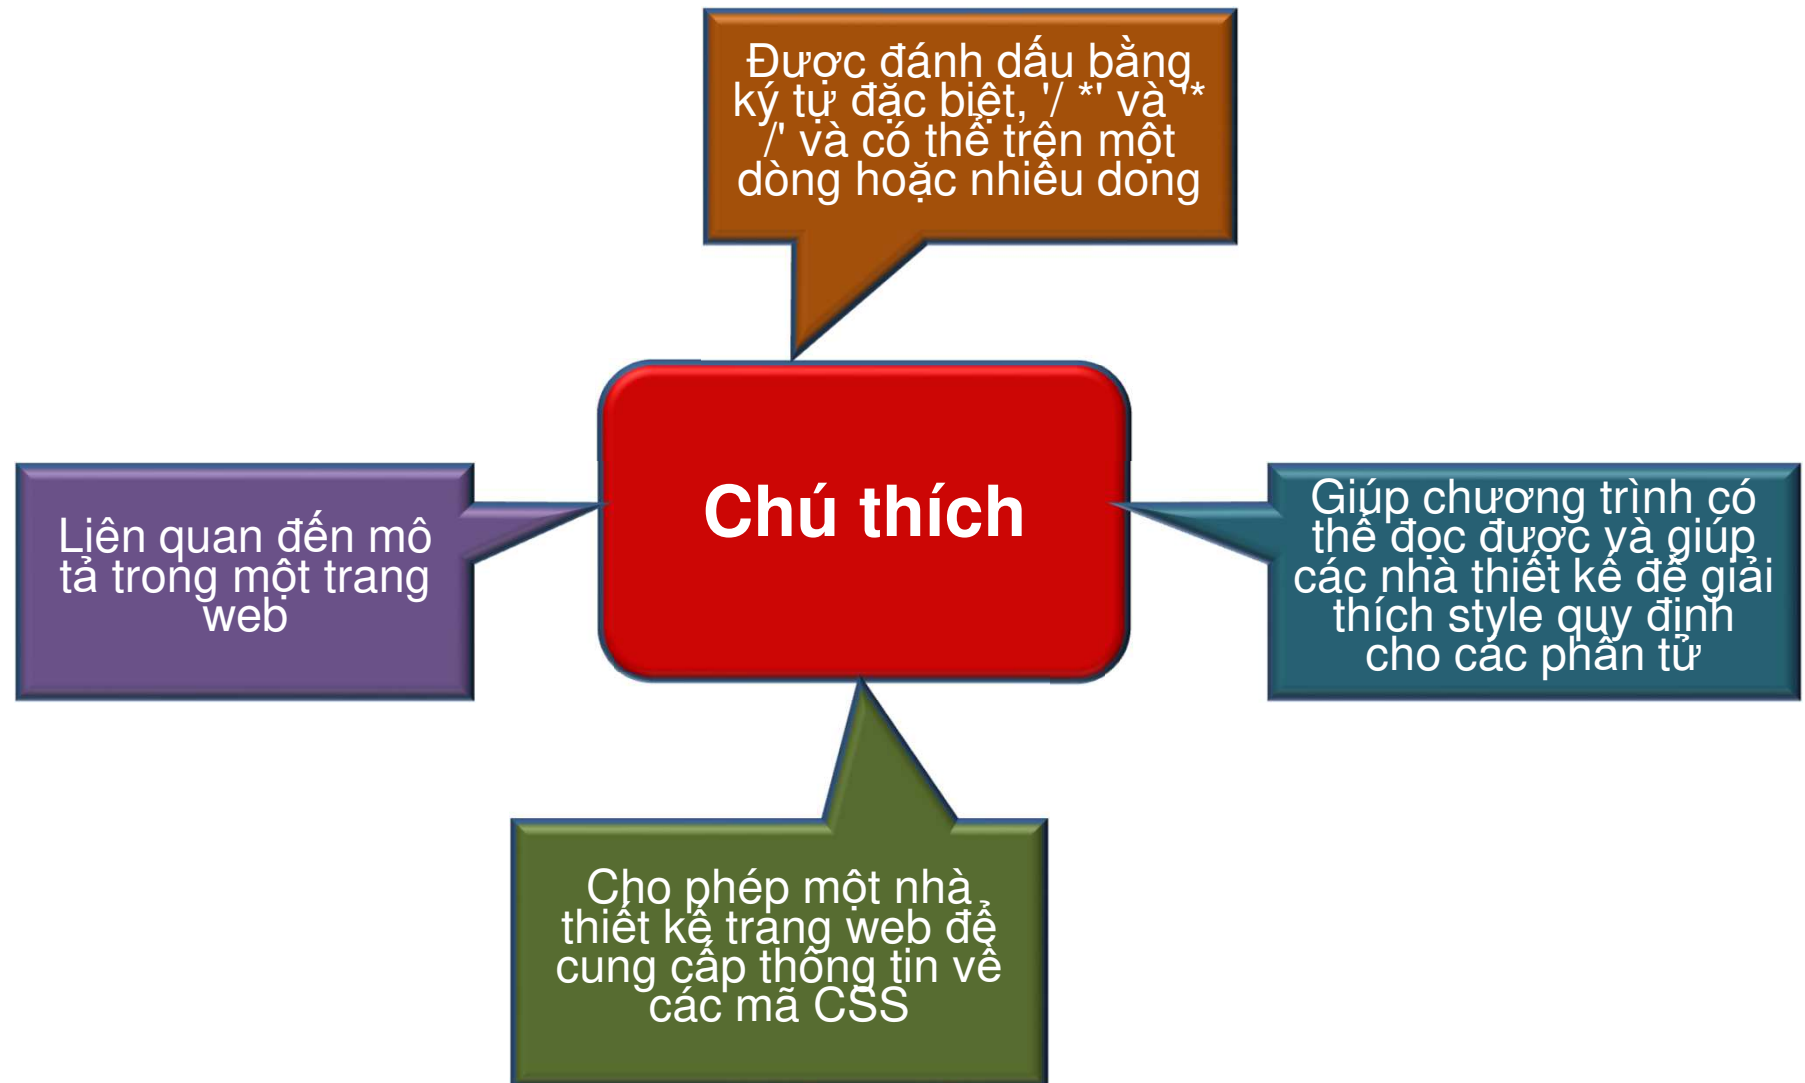 Được đánh dấu bằng
ký tự đặc biệt, '/ *' và '*
/' và có thể trên một
dòng hoặc nhiều dong
Chú thích
Liên quan đến mô
tả trong một trang
web
Giúp chương trình có
thể đọc được và giúp
các nhà thiết kế để giải
thích style quy định
cho các phần tử
Cho phép một nhà
thiết kế trang web để
cung cấp thông tin về
các mã CSS